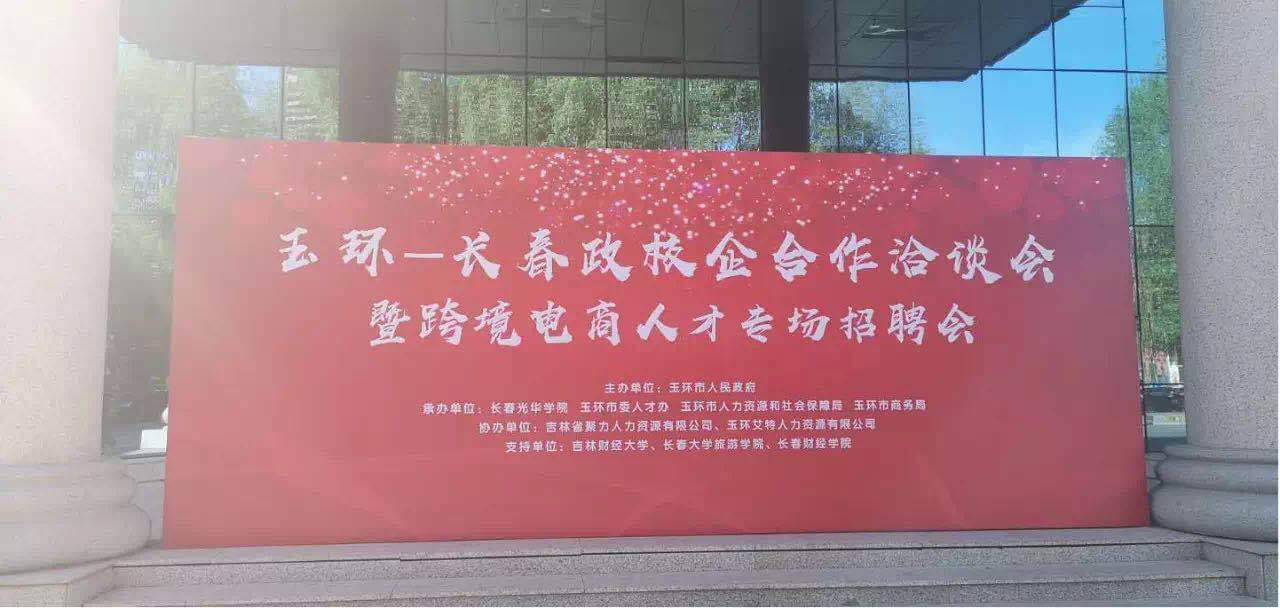 玉环—长春政校企合作洽谈会
暨跨境电商人才专场招聘会
主办单位：玉环市人民政府
承办单位：长春光华学院 玉环市委人才办 玉环市人力资源和社会保障局 玉环市商务局
协办单位：吉林省聚力人力资源有限公司、玉环艾特人力资源有限公司
支持单位：吉林财经大学、长春大学旅游学院、长春财经学院